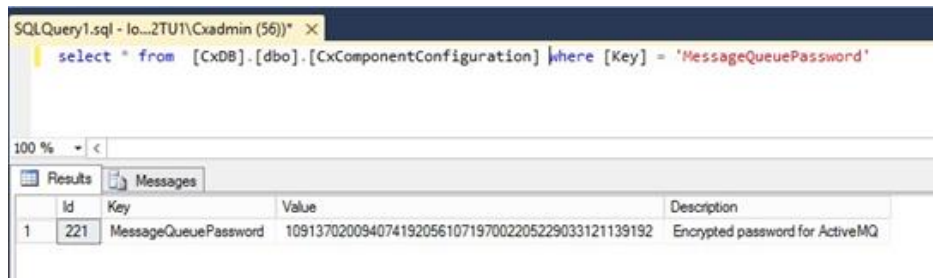 SQLQuery1.sql - lo...2TU1\Cxadmin (56))* ×
select * from [CxDB].[dbo].[CxComponentConfiguration] where [Key] = 'MessageQueuePassword'
100 %
Results Messages
Id Key Value Description
1 221 MessageQueuePassword 109137020094074192056107197002205229033121139192 Encrypted password for ActiveMQ